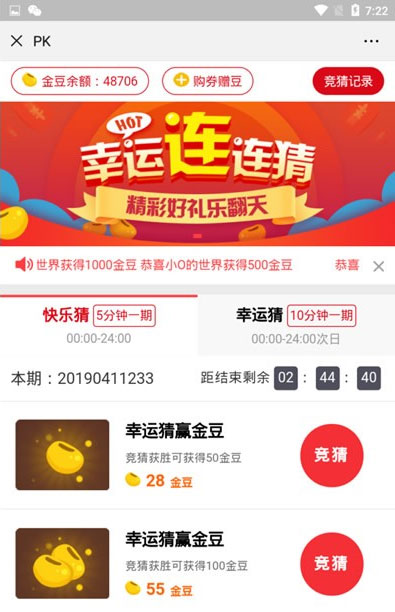 7:22
PK
金豆余额：48706
购券赠豆
竞猜记录
HOT
幸运连连猜
精彩好礼乐翻天
世界获得1000金豆 恭喜小O的世界获得500金豆 恭喜
快乐猜 5分钟一期
00:00-24:00
幸运猜 10分钟一期
00:00-24:00次日
本期：20190411233
距结束剩余 02 : 44 : 40
幸运猜赢金豆
竞猜获胜可获得50金豆
28 金豆
竞猜
幸运猜赢金豆
竞猜获胜可获得100金豆
55 金豆
竞猜